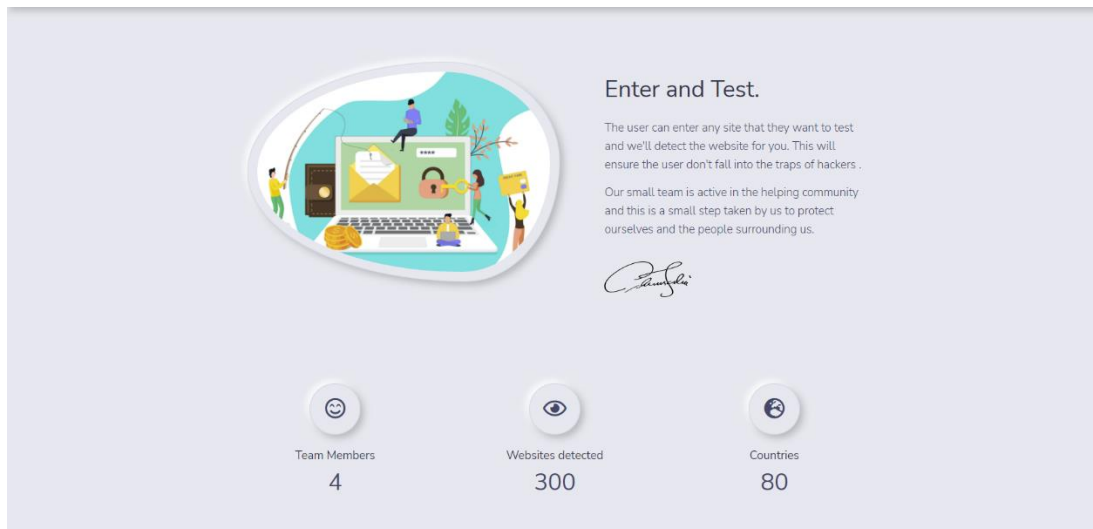 Enter and Test.
The user can enter any site that they want to test
and we'll detect the website for you. This will
ensure the user don't fall into the traps of hackers .
Our small team is active in the helping community
and this is a small step taken by us to protect
ourselves and the people surrounding us.
Team Members
4
Websites detected
300
Countries
80